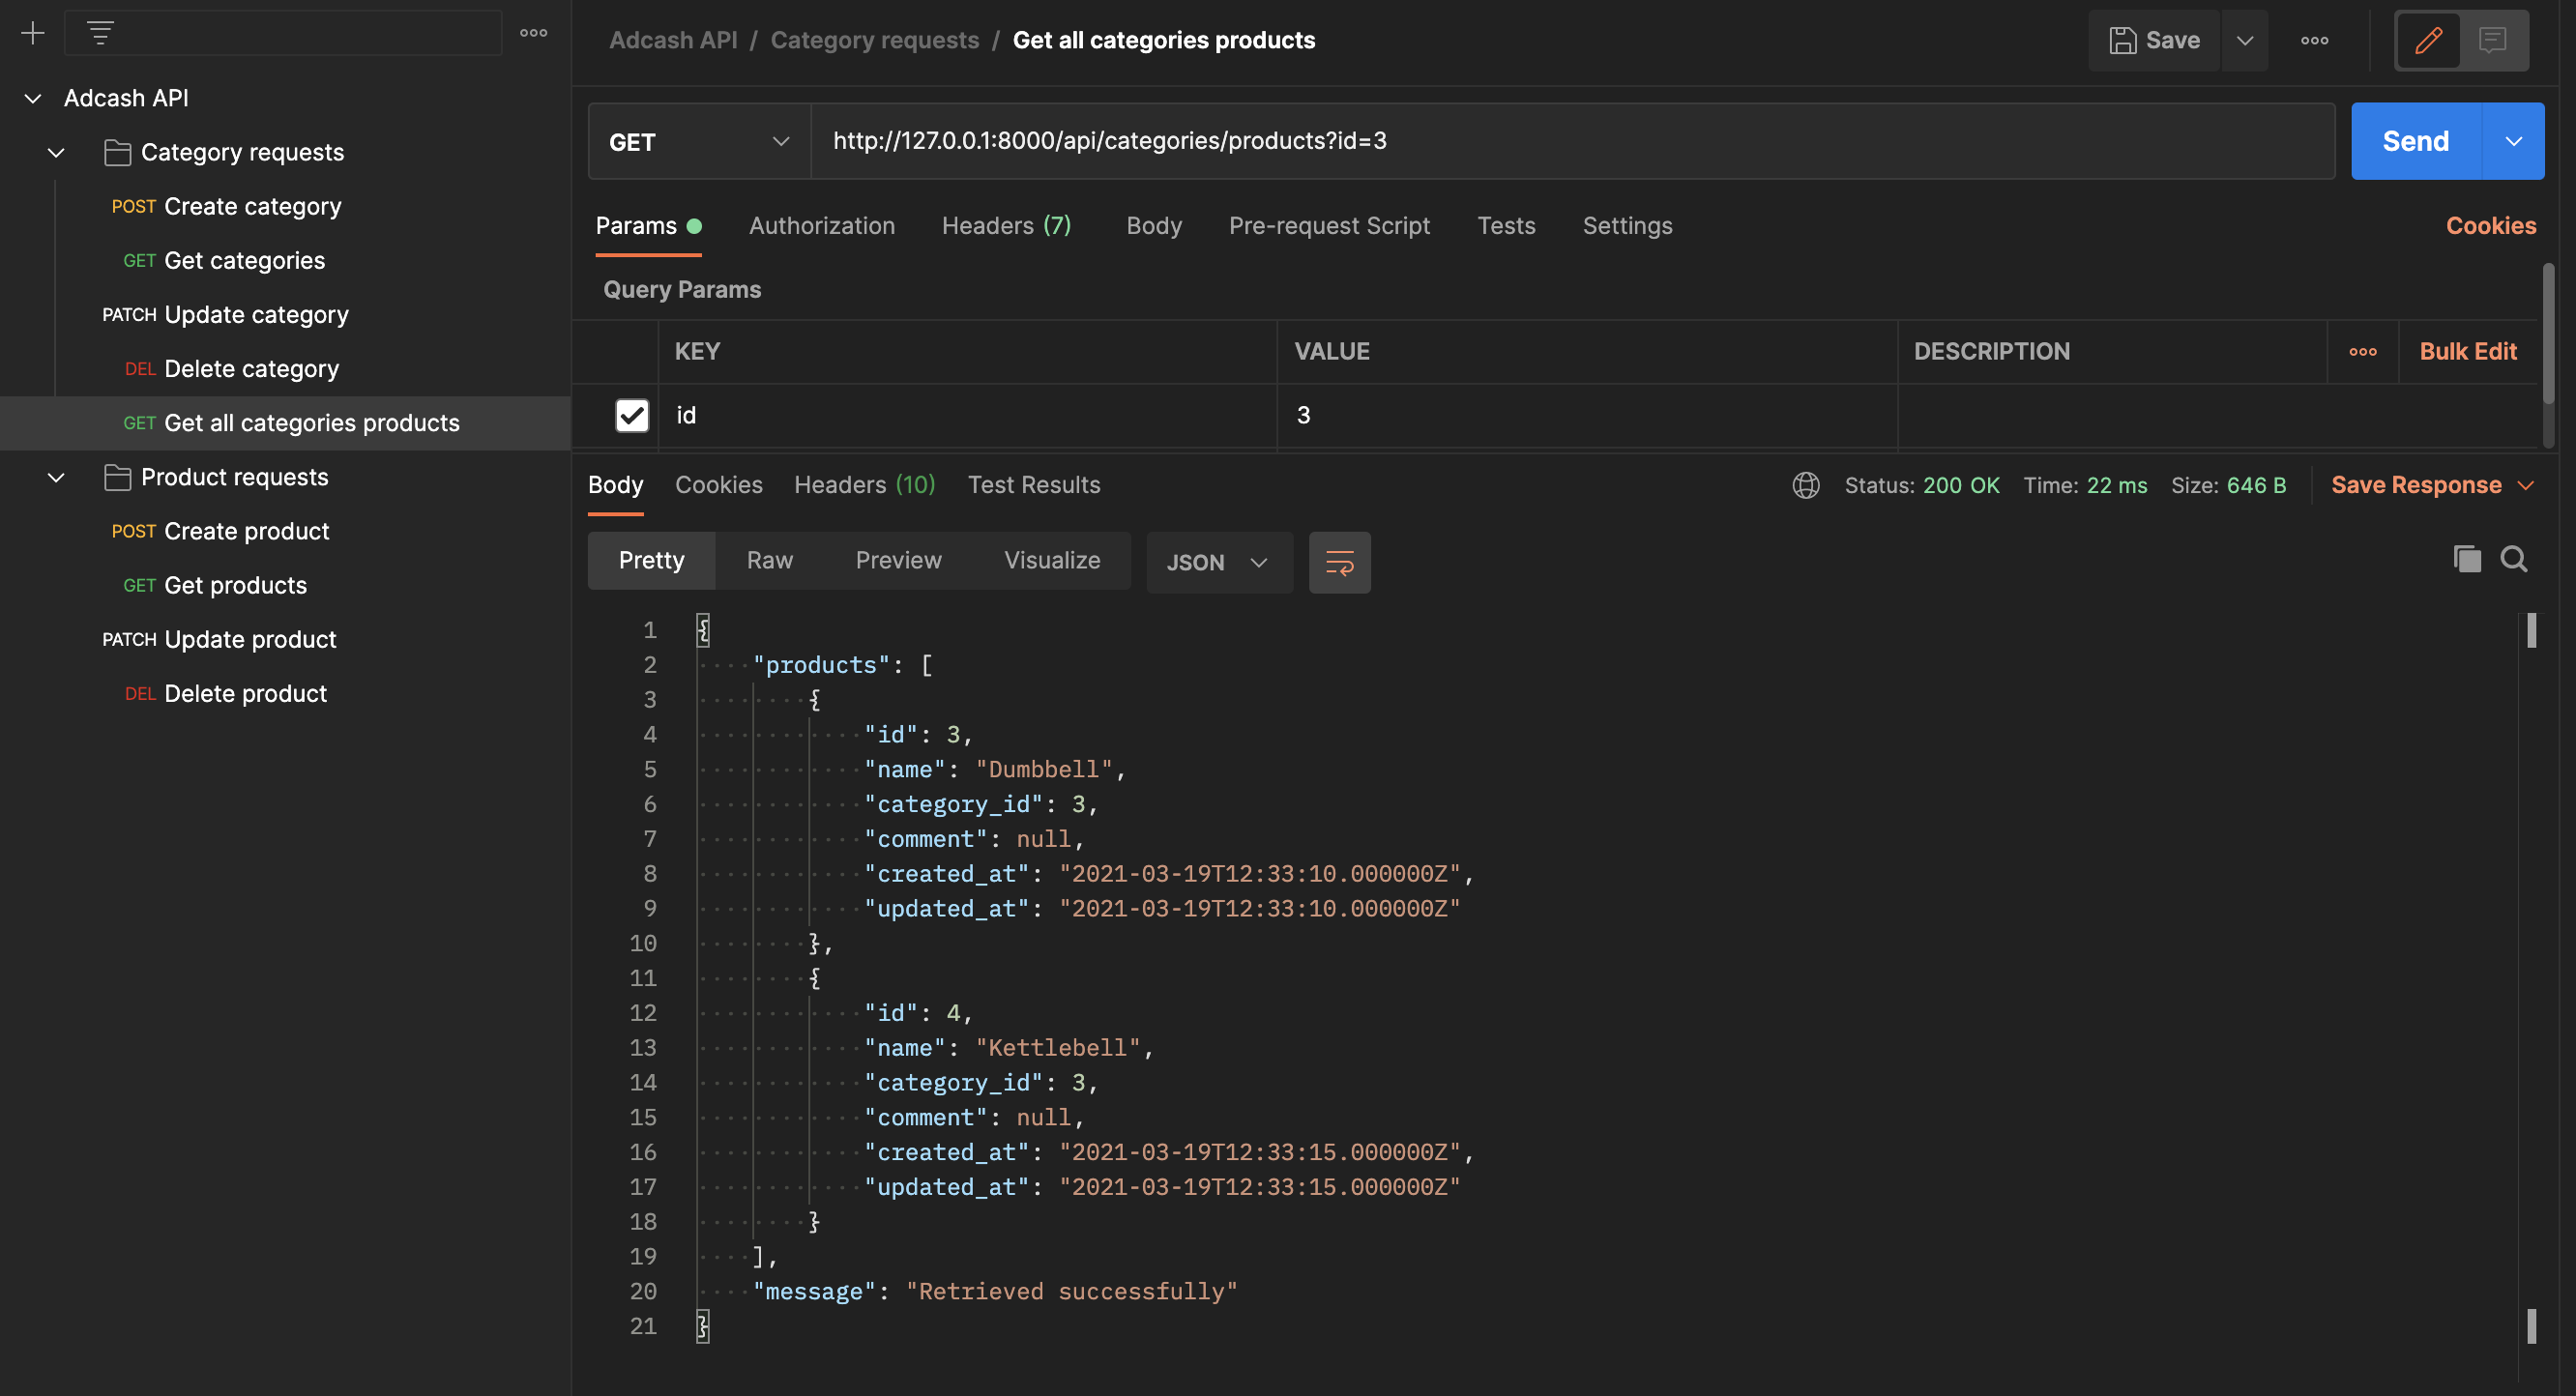 Adcash API
Category requests
POST Create category
GET Get categories
PATCH Update category
DEL Delete category
GET Get all categories products
Product requests
POST Create product
GET Get products
PATCH Update product
DEL Delete product
Adcash API / Category requests / Get all categories products
Save
GET http://127.0.0.1:8000/api/categories/products?id=3 Send
Params Authorization Headers (7) Body Pre-request Script Tests Settings Cookies
Query Params
KEY VALUE DESCRIPTION Bulk Edit
id 3
Body Cookies Headers (10) Test Results Status: 200 OK Time: 22 ms Size: 646 B Save Response
Pretty Raw Preview Visualize JSON
1 {
2 "products": [
3 {
4 "id": 3,
5 "name": "Dumbbell",
6 "category_id": 3,
7 "comment": null,
8 "created_at": "2021-03-19T12:33:10.000000Z",
9 "updated_at": "2021-03-19T12:33:10.000000Z"
10 },
11 {
12 "id": 4,
13 "name": "Kettlebell",
14 "category_id": 3,
15 "comment": null,
16 "created_at": "2021-03-19T12:33:15.000000Z",
17 "updated_at": "2021-03-19T12:33:15.000000Z"
18 }
19 ],
20 "message": "Retrieved successfully"
21 }